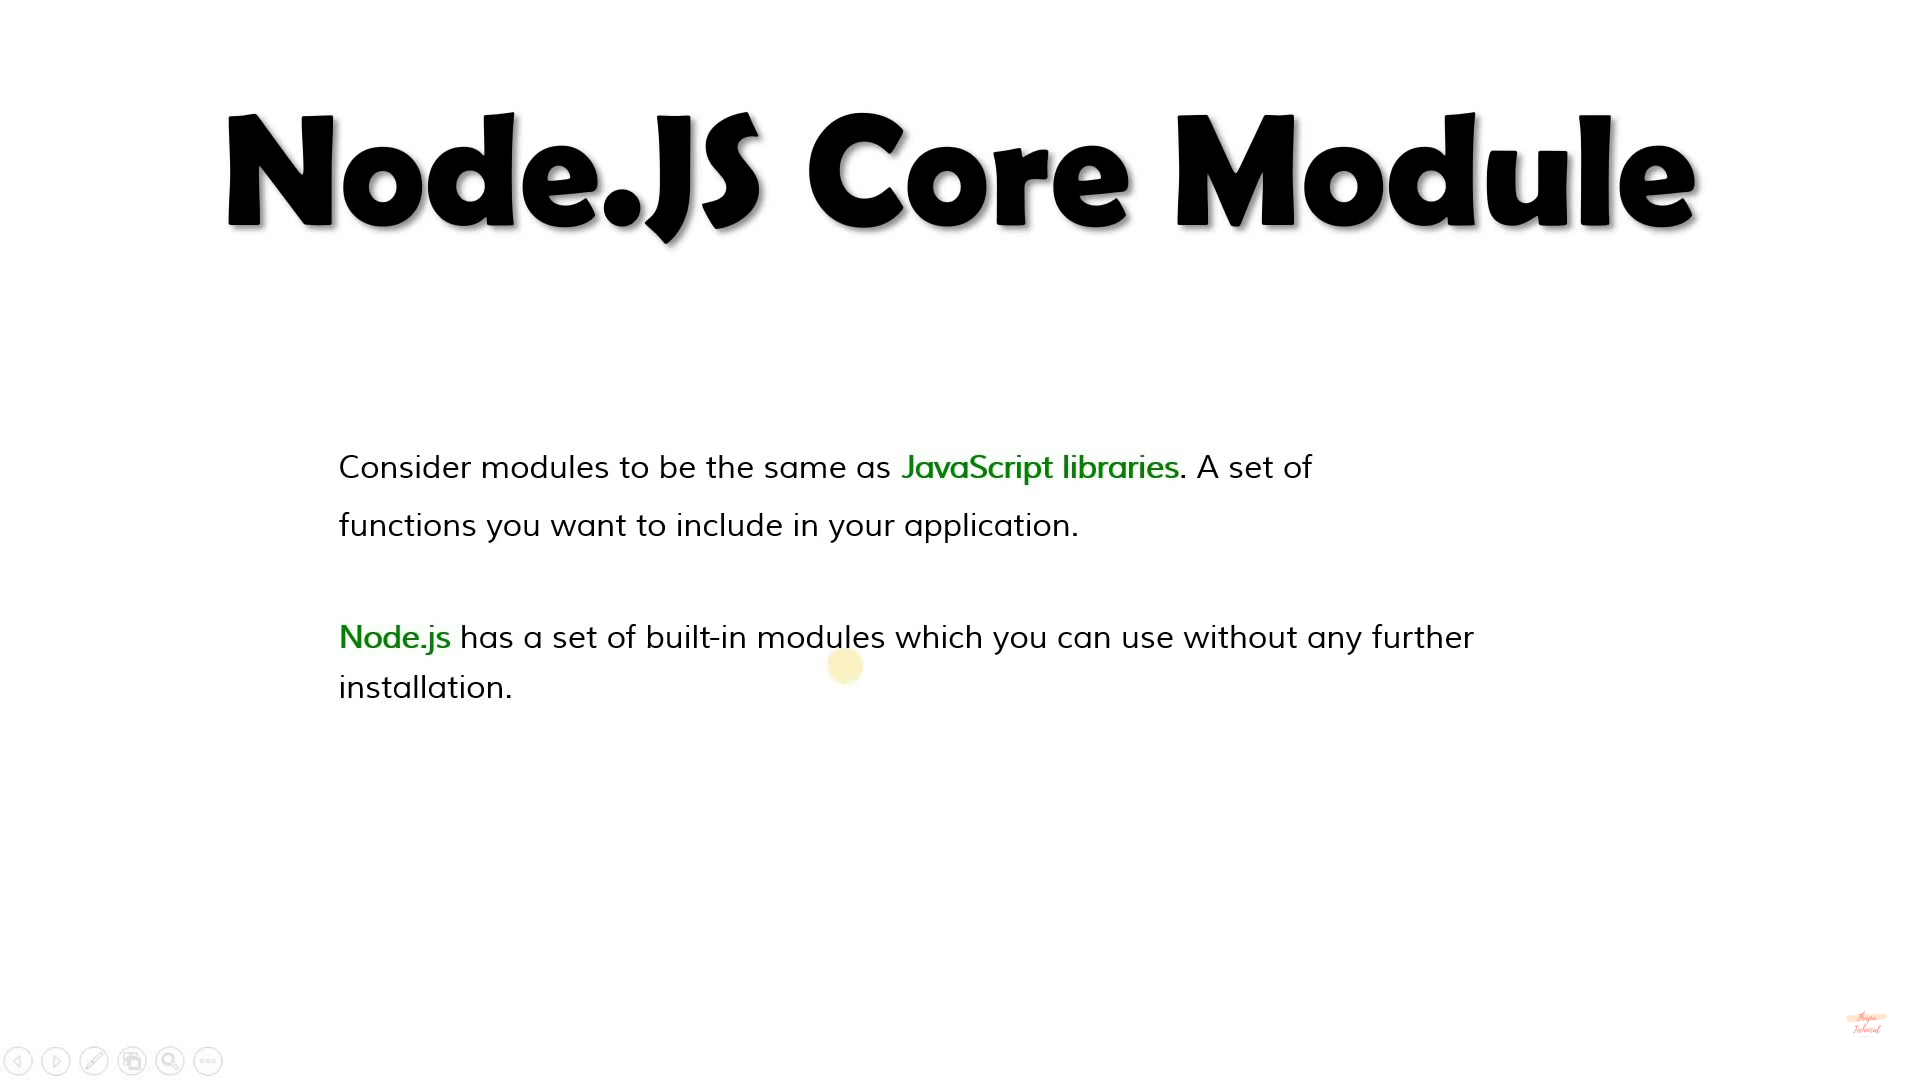 Node.JS Core Module
Consider modules to be the same as JavaScript libraries. A set of
functions you want to include in your application.
Node.js has a set of built-in modules which you can use without any further
installation.
Thapa
Technical